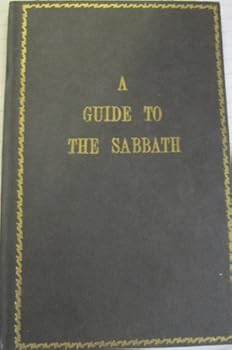 A
GUIDE TO
THE SABBATH